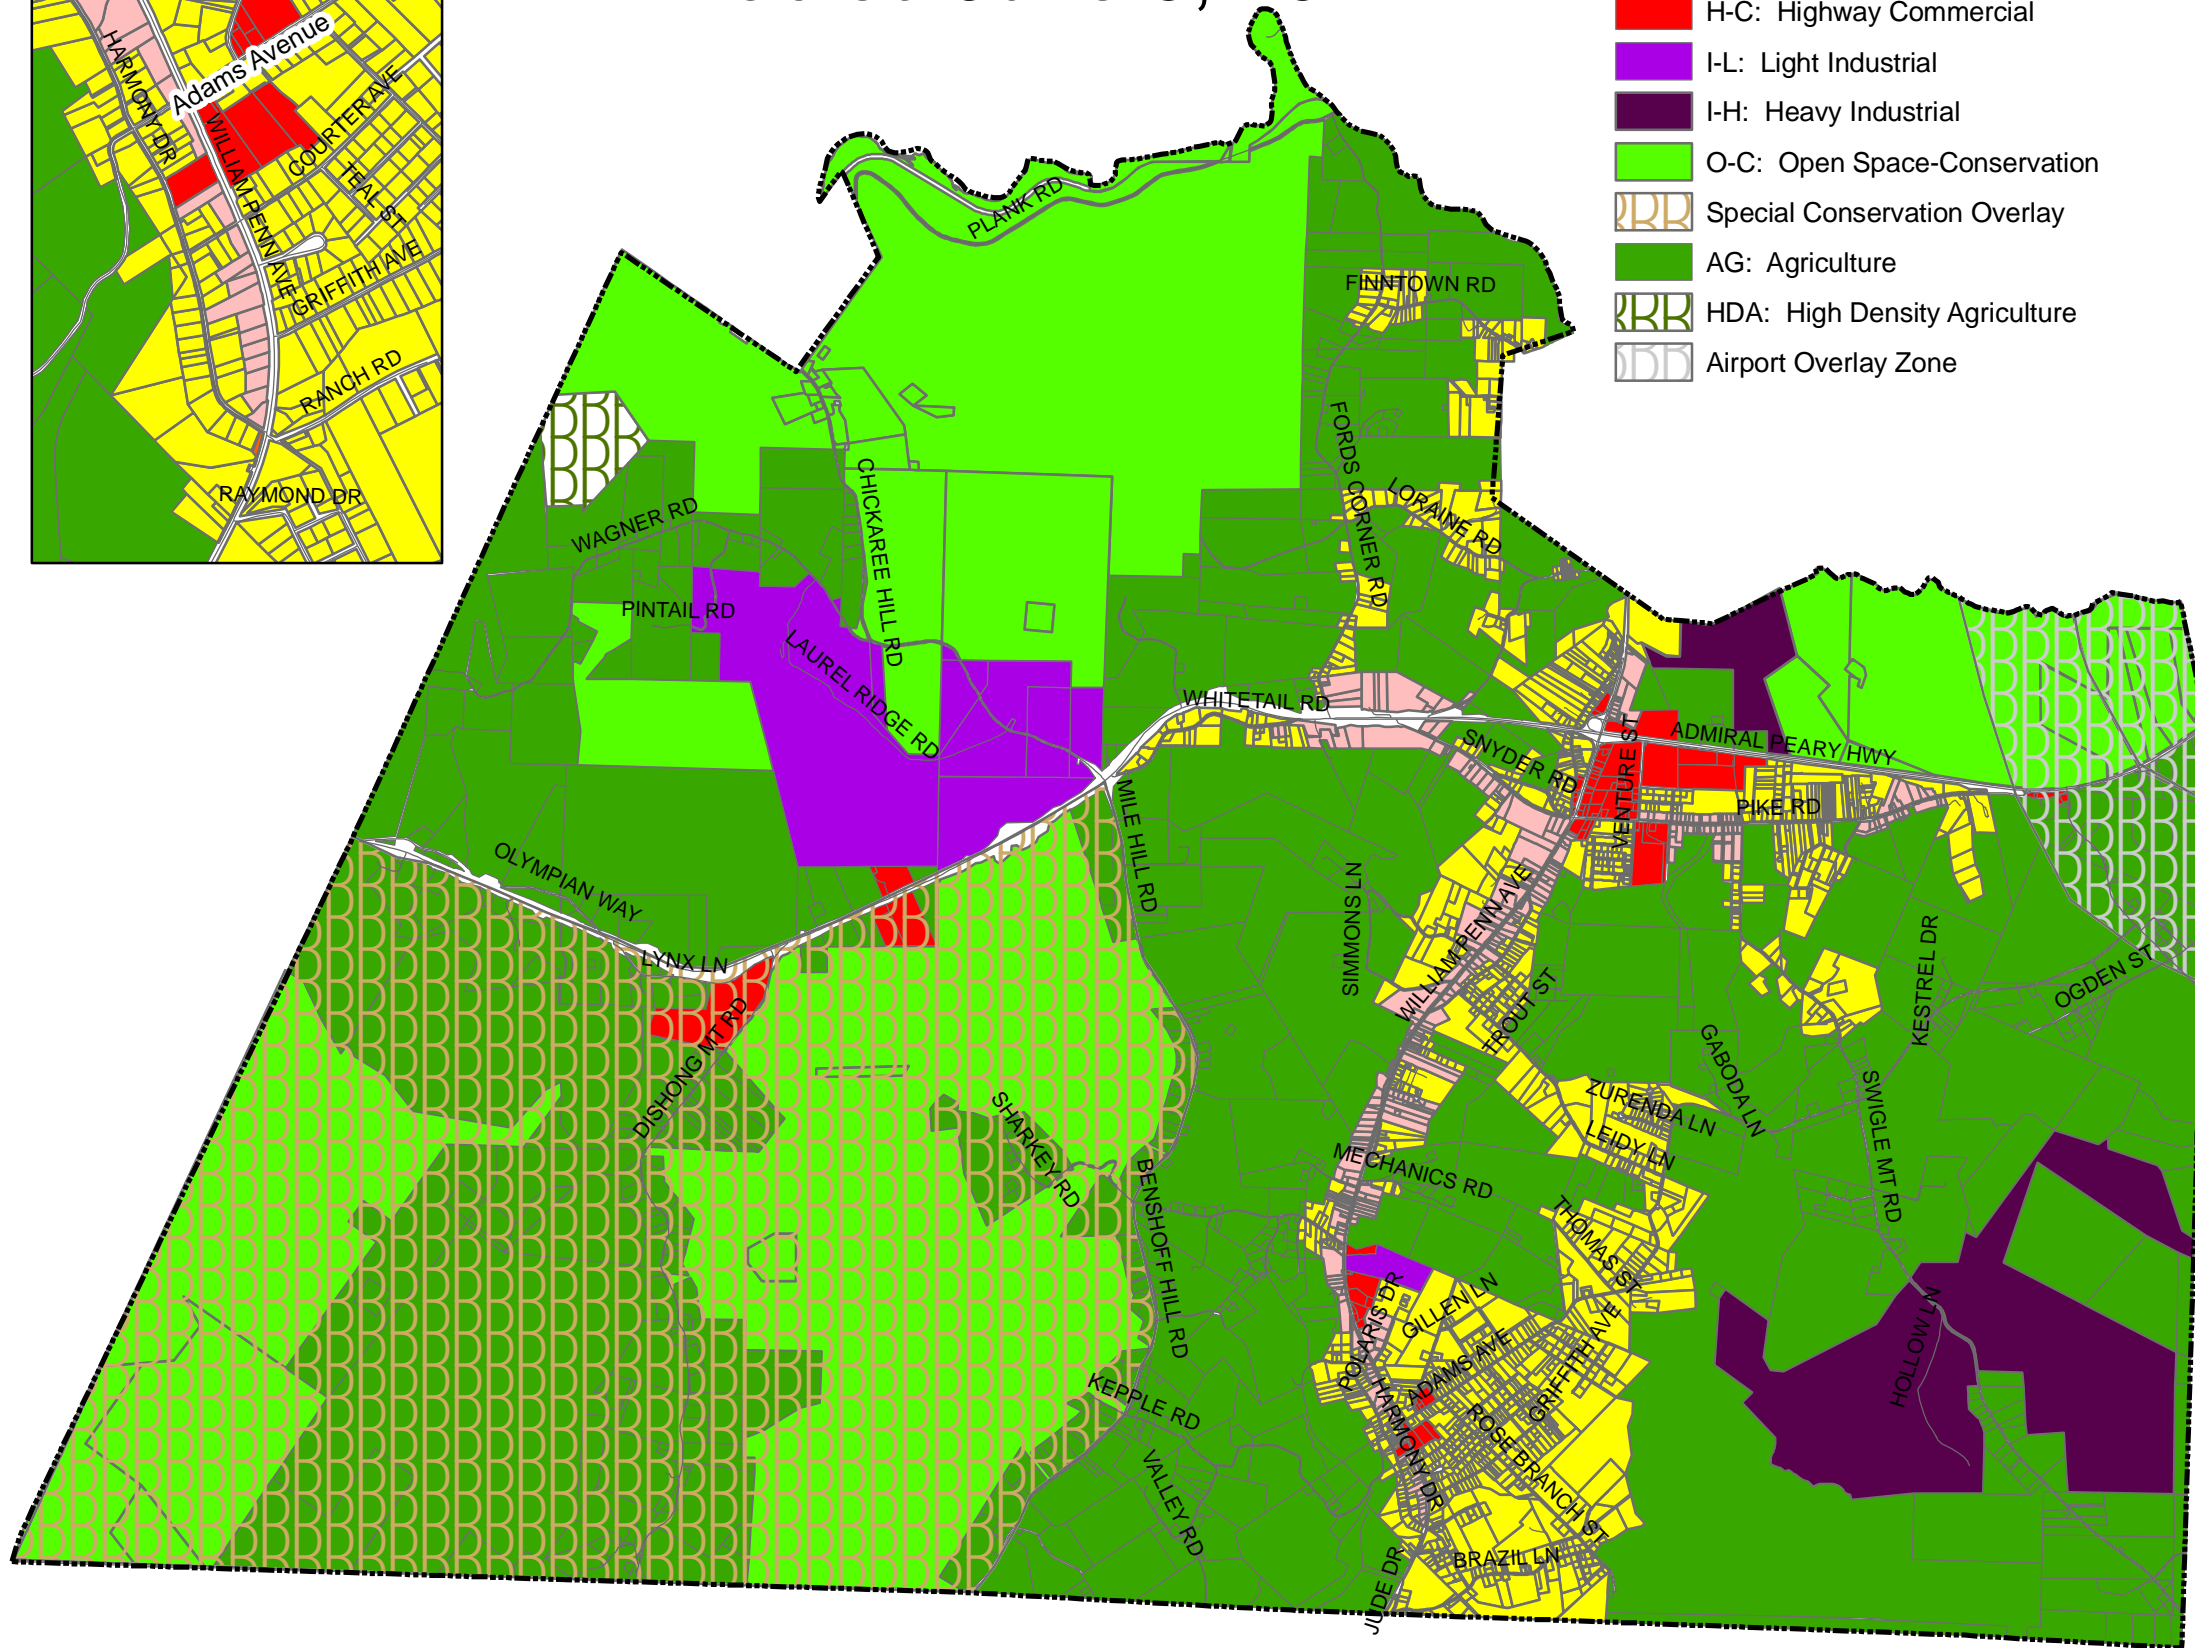 H-C: Highway Commercial
I-L: Light Industrial
I-H: Heavy Industrial
O-C: Open Space-Conservation
Special Conservation Overlay
AG: Agriculture
HDA: High Density Agriculture
Airport Overlay Zone
HARMONY DR
Adams Avenue
WILLIAM PENN AVE
COURTER AVE
TEAL ST
GRIFFITH AVE
RANCH RD
RAYMOND DR
PLANK RD
FINNTOWN RD
FORDS CORNER RD
LORAINE RD
WAGNER RD
CHICKAREE HILL RD
PINTAIL RD
LAUREL RIDGE RD
WHITETAIL RD
SNYDER RD
VENTURE ST
ADMIRAL PEARY HWY
PIKE RD
MILE HILL RD
OLYMPIAN WAY
LYNX LN
SIMMONS LN
WILLIAM PENN AVE
TROUT ST
KESTREL DR
OGDEN ST
DISHONG MT RD
SHARKEY RD
GABODA LN
ZURENDA LN
LEIDY LN
SWIGLE MT RD
MECHANICS RD
BENSHOFF HILL RD
THOMAS ST
POLARIS DR
GILLEN LN
ADAMS AVE
GRIFFITH AVE
HOLLOW LN
KEPPLE RD
HARMONY DR
ROSE BRANCH ST
VALLEY RD
BRAZIL LN
JUDE DR